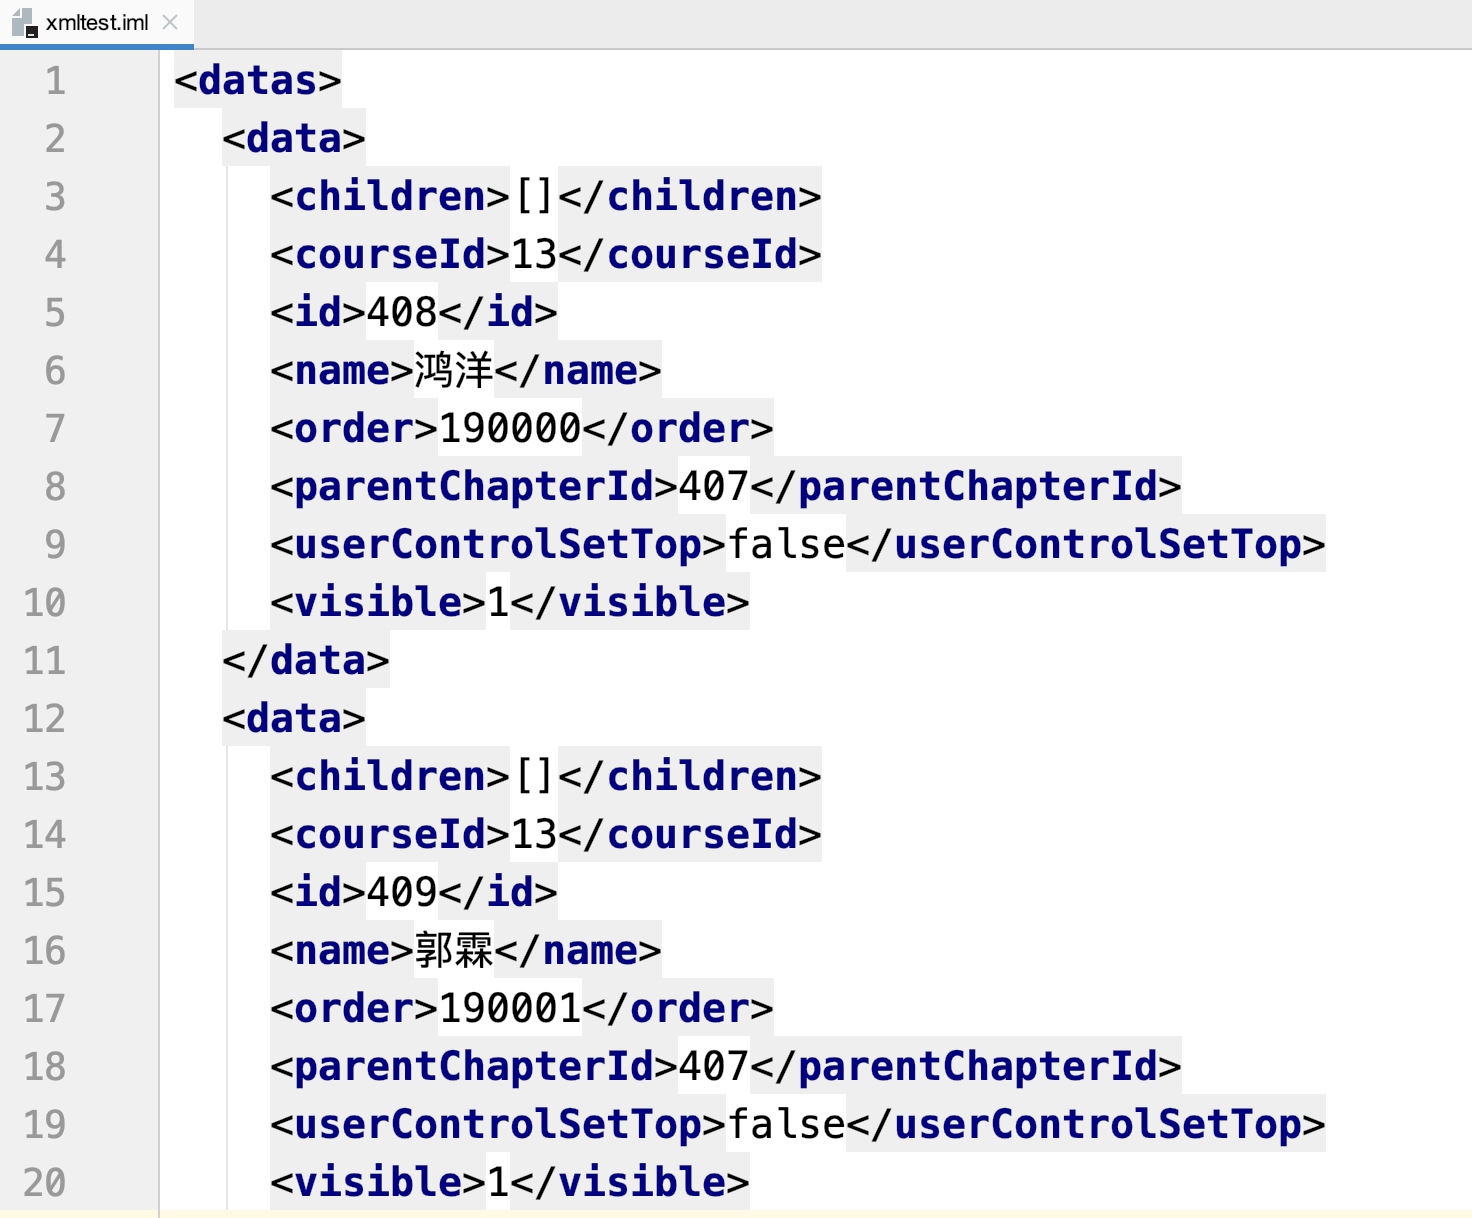 xmltest.iml
1 <datas>
2 <data>
3 <children>[]</children>
4 <courseId>13</courseId>
5 <id>408</id>
6 <name>鸿洋</name>
7 <order>190000</order>
8 <parentChapterId>407</parentChapterId>
9 <userControlSetTop>false</userControlSetTop>
10 <visible>1</visible>
11 </data>
12 <data>
13 <children>[]</children>
14 <courseId>13</courseId>
15 <id>409</id>
16 <name>郭霖</name>
17 <order>190001</order>
18 <parentChapterId>407</parentChapterId>
19 <userControlSetTop>false</userControlSetTop>
20 <visible>1</visible>